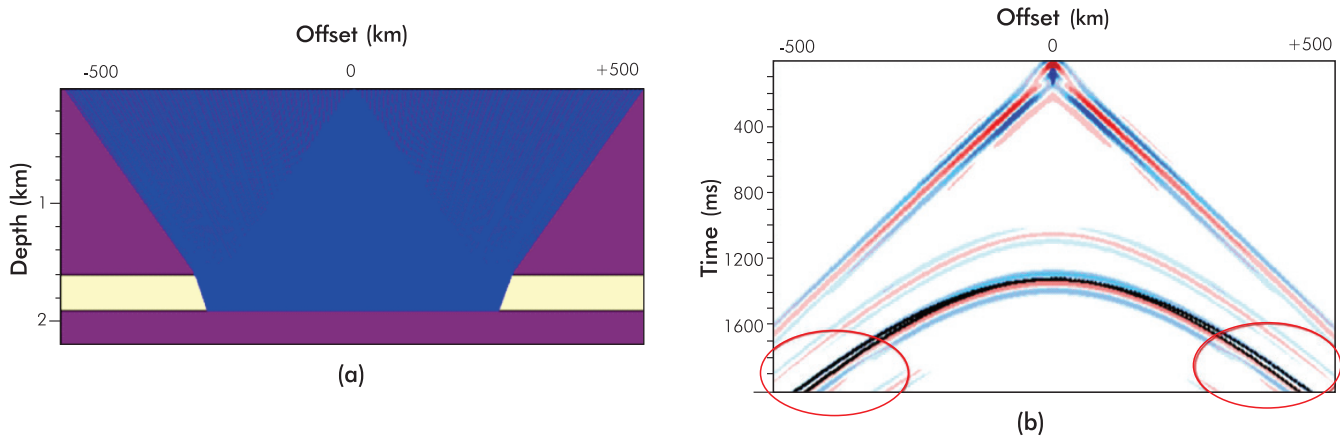 Offset (km)
-500 0 +500
Depth (km)
1
2
(a)
Offset (km)
-500 0 +500
Time (ms)
400
800
1200
1600
(b)